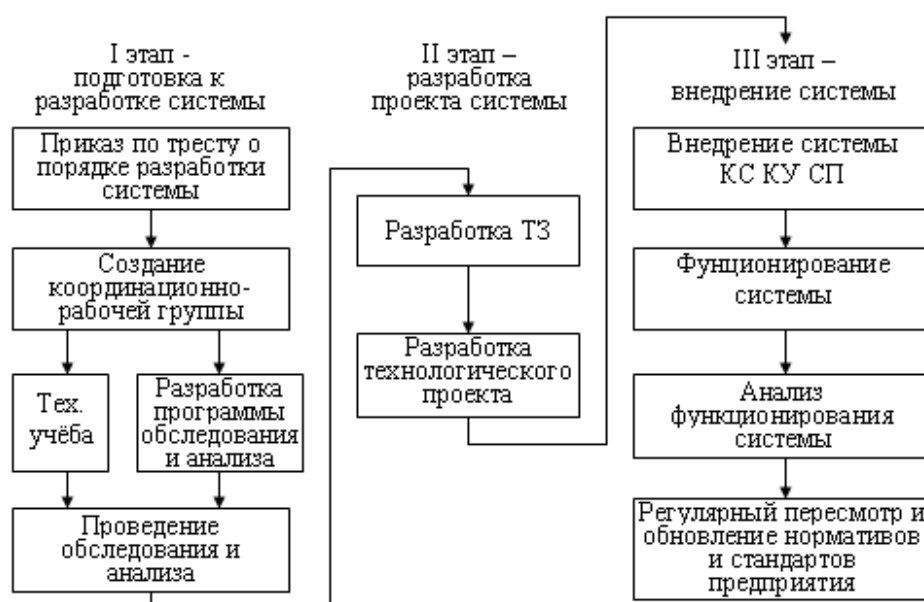 I этап -
подготовка к
разработке системы
Приказ по тресту о
порядке разработки
системы
Создание
координационно-
рабочей группы
Тех.
учёба
Разработка
программы
обследования
и анализа
Проведение
обследования и
анализа
II этап –
разработка
проекта системы
Разработка ТЗ
Разработка
технологического
проекта
III этап –
внедрение системы
Внедрение системы
КС КУ СП
Фунционирование
системы
Анализ
функционирования
системы
Регулярный пересмотр и
обновление нормативов
и стандартов
предприятия